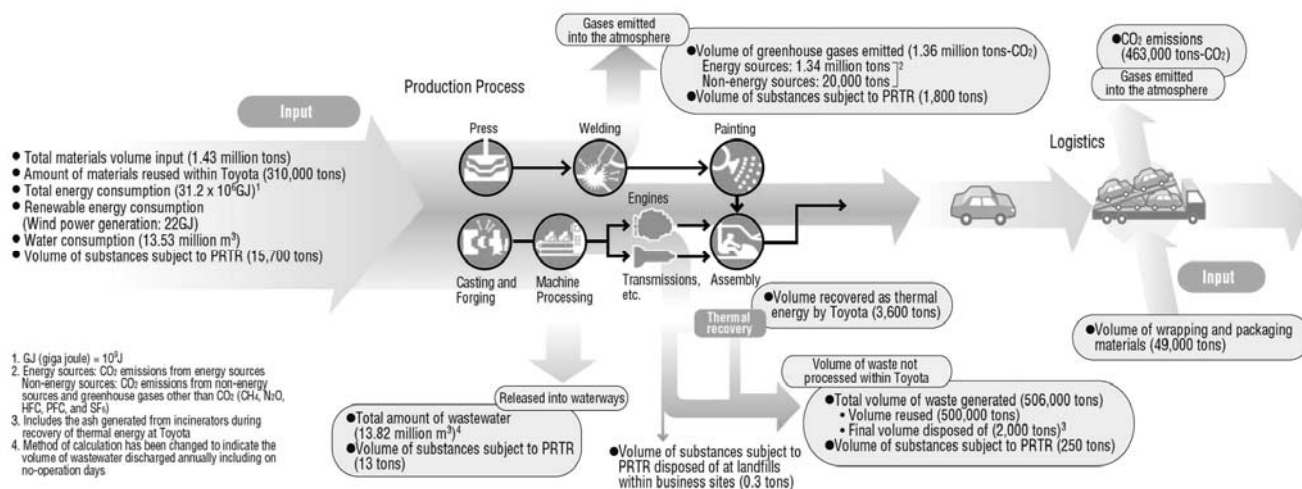 Input
● Total materials volume input (1.43 million tons)
● Amount of materials reused within Toyota (310,000 tons)
● Total energy consumption (31.2 x 10⁶GJ)¹
● Renewable energy consumption
(Wind power generation: 22GJ)
● Water consumption (13.53 million m³)
● Volume of substances subject to PRTR (15,700 tons)
Production Process
Press
Welding
Painting
Casting and
Forging
Machine
Processing
Engines
Transmissions,
etc.
Assembly
Gases emitted
into the atmosphere
●Volume of greenhouse gases emitted (1.36 million tons-CO₂)
Energy sources: 1.34 million tons
Non-energy sources: 20,000 tons
2
●Volume of substances subject to PRTR (1,800 tons)
Logistics
●CO₂ emissions
(463,000 tons-CO₂)
Gases emitted
into the atmosphere
Input
●Volume of wrapping and packaging
materials (49,000 tons)
Thermal
recovery
●Volume recovered as thermal
energy by Toyota (3,600 tons)
Volume of waste not
processed within Toyota
●Total volume of waste generated (506,000 tons)
• Volume reused (500,000 tons)
• Final volume disposed of (2,000 tons)³
●Volume of substances subject to PRTR (250 tons)
●Volume of substances subject to
PRTR disposed of at landfills
within business sites (0.3 tons)
Released into waterways
●Total amount of wastewater
(13.82 million m³)⁴
●Volume of substances subject to PRTR
(13 tons)
1. GJ (giga joule) = 10⁹J
2. Energy sources: CO₂ emissions from energy sources
Non-energy sources: CO₂ emissions from non-energy
sources and greenhouse gases other than CO₂ (CH₄, N₂O,
HFC, PFC, and SF₆)
3. Includes the ash generated from incinerators during
recovery of thermal energy at Toyota
4. Method of calculation has been changed to indicate the
volume of wastewater discharged annually including on
no-operation days